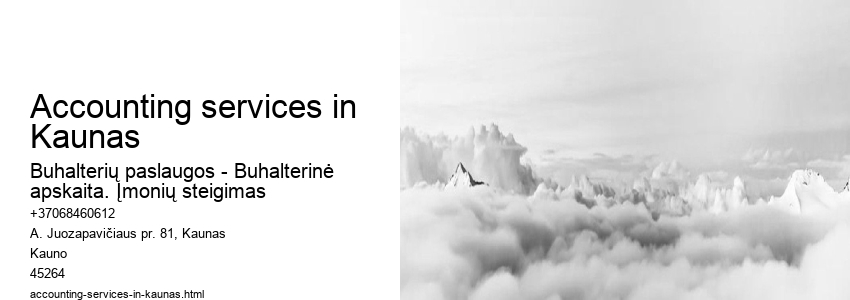 Accounting services in
Kaunas
Buhalterių paslaugos - Buhalterinė
apskaita. Įmonių steigimas
+37068460612
A. Juozapavičiaus pr. 81, Kaunas
Kauno
45264
accounting-services-in-kaunas.html